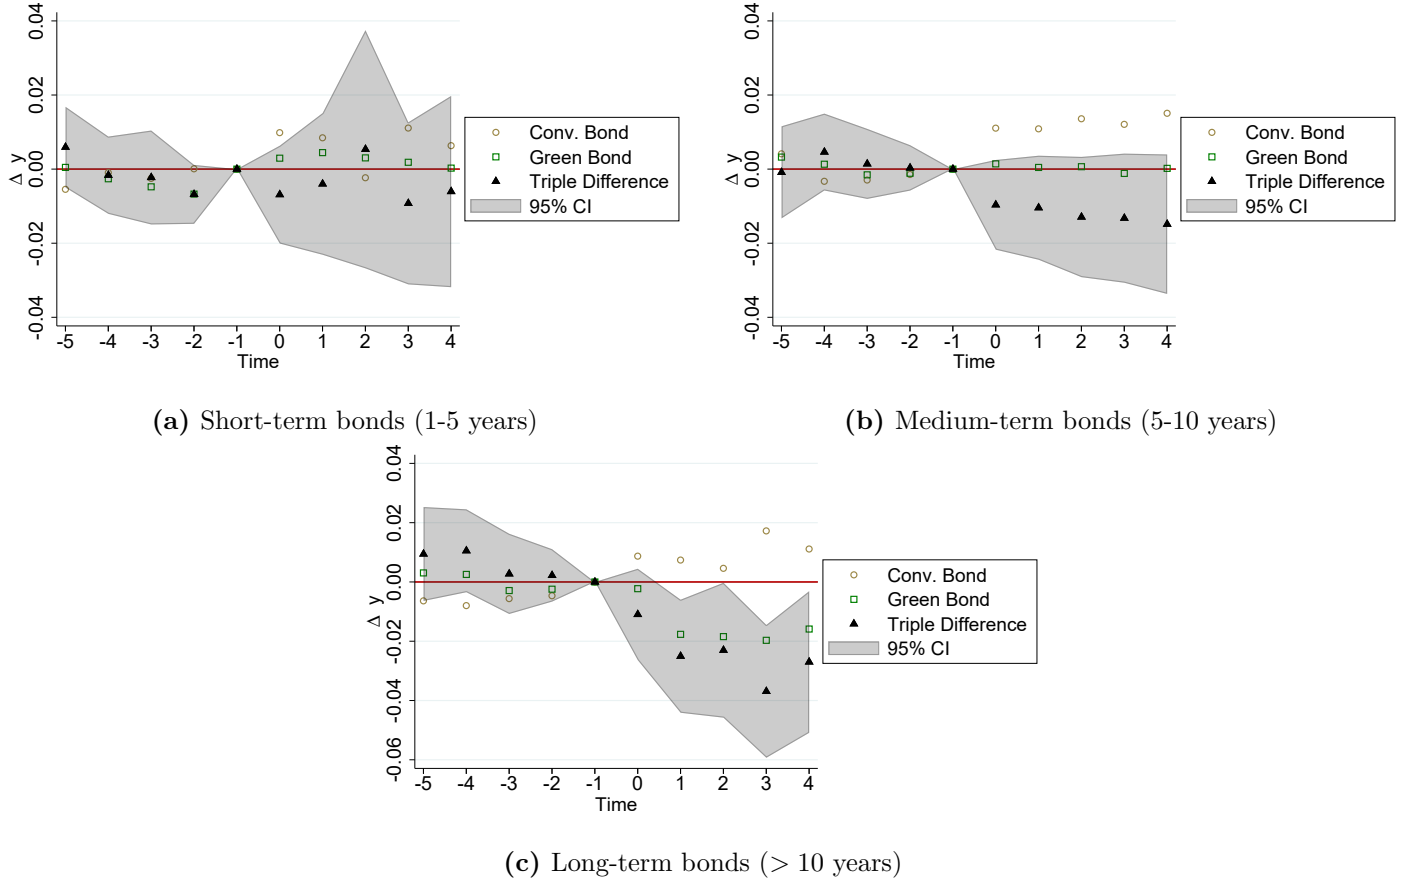 0.04
0.02
0.00
-0.02
-0.04
Δ y
-5 -4 -3 -2 -1 0 1 2 3 4
Time
Conv. Bond
Green Bond
Triple Difference
95% CI
(a) Short-term bonds (1-5 years)
0.04
0.02
0.00
-0.02
-0.04
Δ y
-5 -4 -3 -2 -1 0 1 2 3 4
Time
Conv. Bond
Green Bond
Triple Difference
95% CI
(b) Medium-term bonds (5-10 years)
0.04
0.02
0.00
-0.02
-0.04
-0.06
Δ y
-5 -4 -3 -2 -1 0 1 2 3 4
Time
Conv. Bond
Green Bond
Triple Difference
95% CI
(c) Long-term bonds (> 10 years)